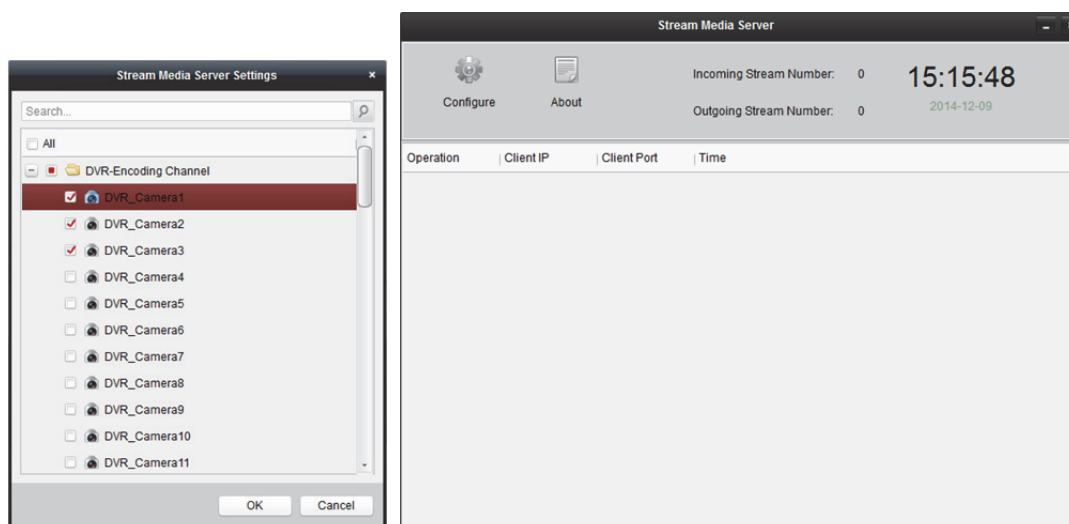 Stream Media Server Settings
Search...
All
DVR-Encoding Channel
DVR_Camera1
DVR_Camera2
DVR_Camera3
DVR_Camera4
DVR_Camera5
DVR_Camera6
DVR_Camera7
DVR_Camera8
DVR_Camera9
DVR_Camera10
DVR_Camera11
OK Cancel
Stream Media Server
Configure About
Incoming Stream Number: 0
Outgoing Stream Number: 0
15:15:48
2014-12-09
Operation Client IP Client Port Time